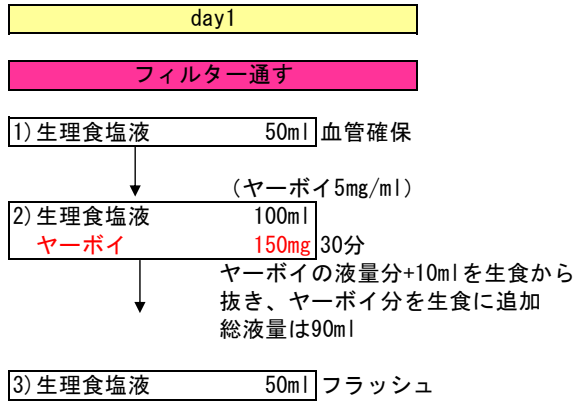 day1
フィルター通す
1)生理食塩液 50ml 血管確保
(ヤーボイ5mg/ml)
2)生理食塩液 100ml
ヤーボイ 150mg 30分
ヤーボイの液量分+10mlを生食から
抜き、ヤーボイ分を生食に追加
総液量は90ml
3)生理食塩液 50ml フラッシュ